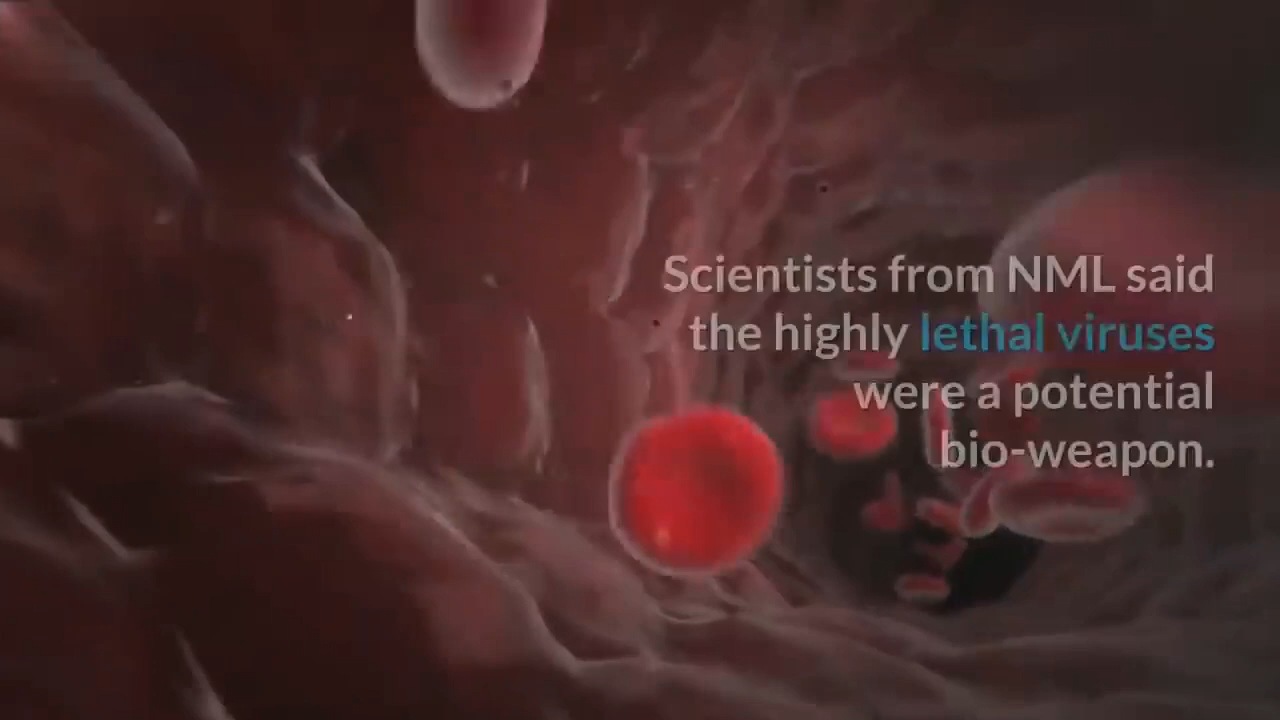 Scientists from NML said
the highly lethal viruses
were a potential
bio-weapon.